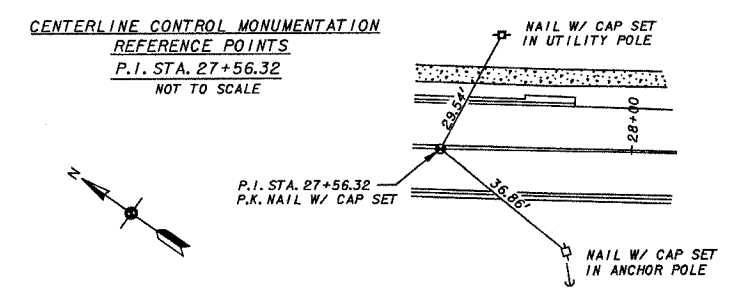 CENTERLINE CONTROL MONUMENTATION
REFERENCE POINTS
P.I. STA. 27+56.32
NOT TO SCALE
NAIL W/ CAP SET
IN UTILITY POLE
29.54'
28+00
P.I. STA. 27+56.32
P.K. NAIL W/ CAP SET
36.86'
N
NAIL W/ CAP SET
IN ANCHOR POLE